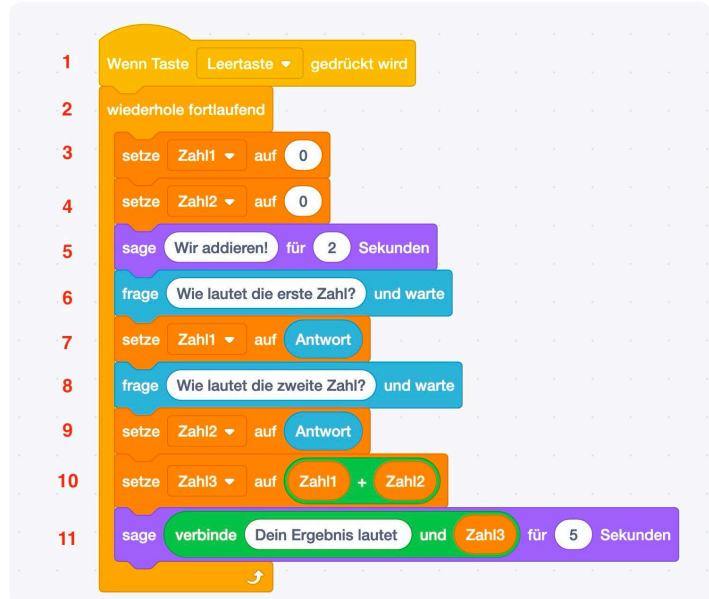 1 Wenn Taste Leertaste gedrückt wird
2 wiederhole fortlaufend
3 setze Zahl1 auf 0
4 setze Zahl2 auf 0
5 sage Wir addieren! für 2 Sekunden
6 frage Wie lautet die erste Zahl? und warte
7 setze Zahl1 auf Antwort
8 frage Wie lautet die zweite Zahl? und warte
9 setze Zahl2 auf Antwort
10 setze Zahl3 auf Zahl1 + Zahl2
11 sage verbinde Dein Ergebnis lautet und Zahl3 für 5 Sekunden